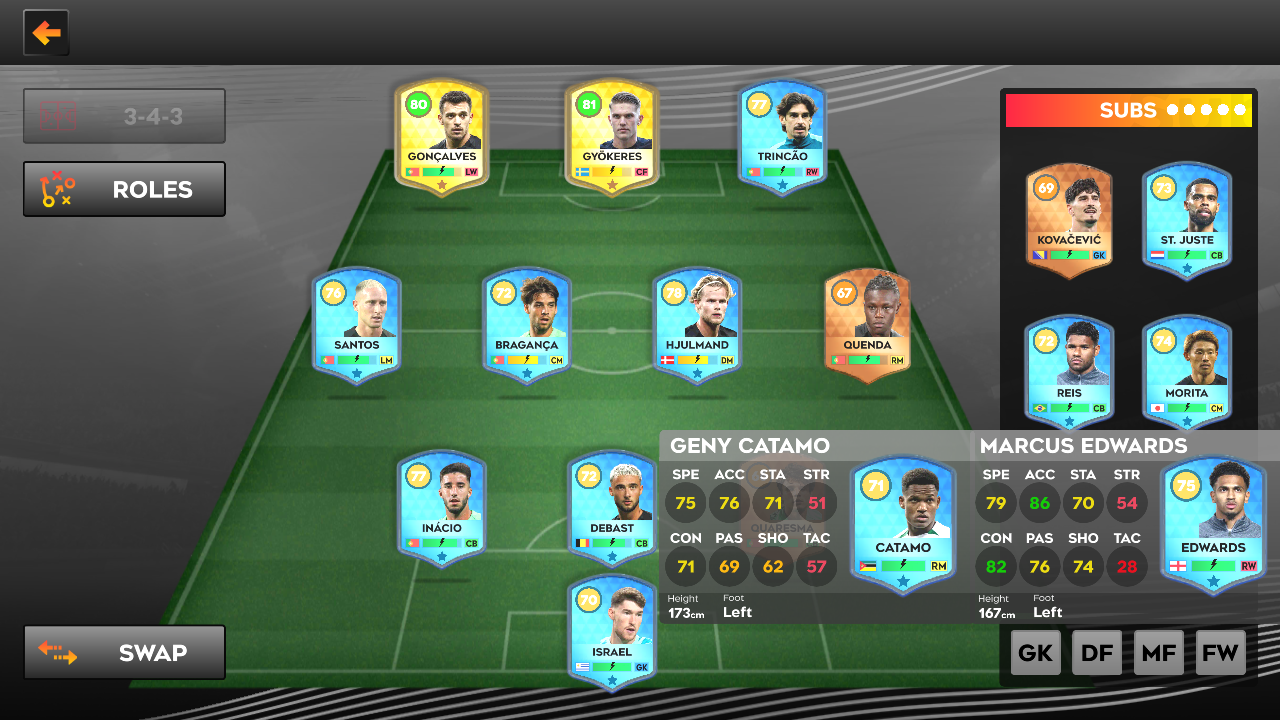 3-4-3
ROLES
80
GONÇALVES
LW
81
GYÖKERES
CF
77
TRINCÃO
RW
SUBS
69
KOVAČEVIĆ
GK
73
ST. JUSTE
CB
76
SANTOS
LM
72
BRAGANÇA
CM
78
HJULMAND
DM
67
QUENDA
RM
72
REIS
CB
74
MORITA
CM
77
INÁCIO
CB
72
DEBAST
CB
QUARESMA
70
ISRAEL
GK
GENY CATAMO
SPE ACC STA STR
75 76 71 51
CON PAS SHO TAC
71 69 62 57
Height Foot
173cm Left
71
CATAMO
RM
MARCUS EDWARDS
SPE ACC STA STR
79 86 70 54
CON PAS SHO TAC
82 76 74 28
Height Foot
167cm Left
75
EDWARDS
RW
SWAP
GK DF MF FW